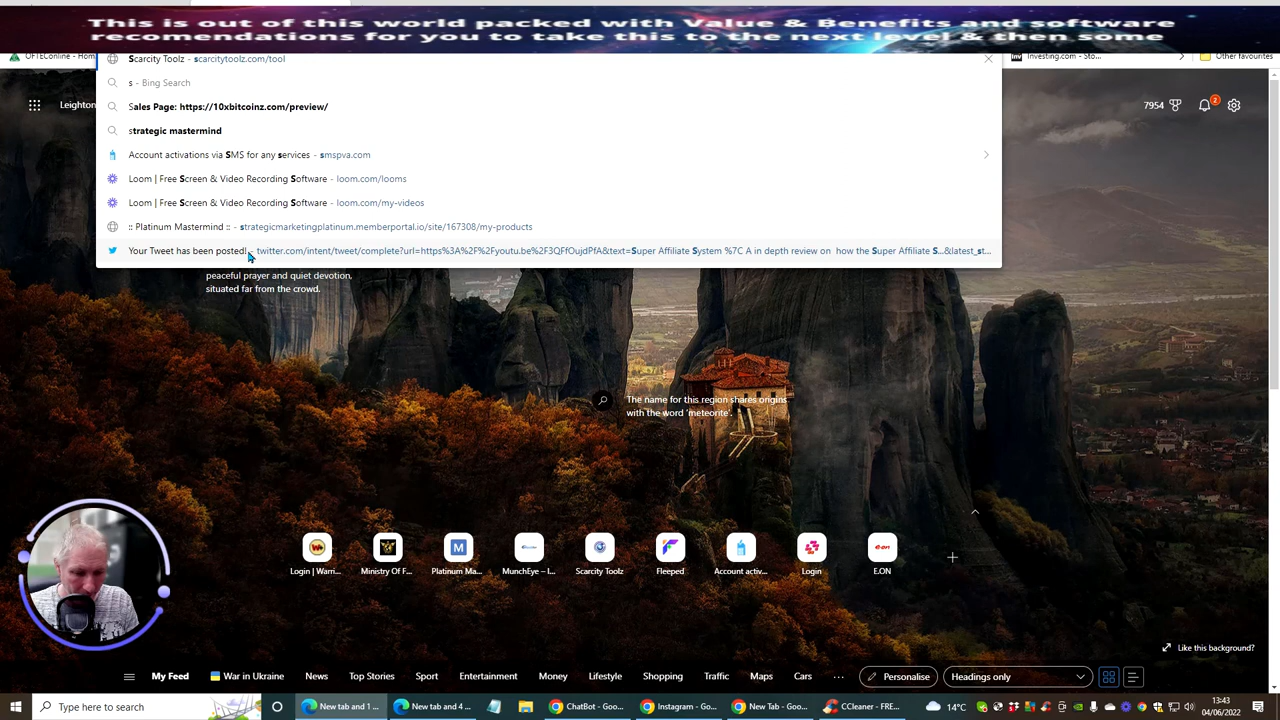 This is out of this world packed with Value & Benefits and software
recomendations for you to take this to the next level & then some
OFTEConline - Hom
Investing.com - Sto...
Other favourites
Scarcity Toolz - scarcitytoolz.com/tool
s - Bing Search
Sales Page: https://10xbitcoinz.com/preview/
strategic mastermind
Account activations via SMS for any services - smspva.com
Loom | Free Screen & Video Recording Software - loom.com/looms
Loom | Free Screen & Video Recording Software - loom.com/my-videos
:: Platinum Mastermind :: - strategicmarketingplatinum.memberportal.io/site/167308/my-products
Your Tweet has been posted! - twitter.com/intent/tweet/complete?url=https%3A%2F%2Fyoutu.be%2F3QFfOujdPfA&text=Super Affiliate System %7C A in depth review on how the Super Affiliate S...&latest_st...
Leighton
7954
2
peaceful prayer and quiet devotion,
situated far from the crowd.
The name for this region shares origins
with the word 'meteorite'.
Login | Warri...
Ministry Of F...
Platinum Ma...
MunchEye – I...
Scarcity Toolz
Fleeped
Account activ...
Login
E.ON
Like this background?
My Feed
War in Ukraine
News
Top Stories
Sport
Entertainment
Money
Lifestyle
Shopping
Traffic
Maps
Cars
Personalise
Headings only
Type here to search
New tab and 1 ...
New tab and 4 ...
ChatBot - Goo...
Instagram - Go...
New Tab - Goo...
CCleaner - FRE...
14°C
13:43
04/06/2022